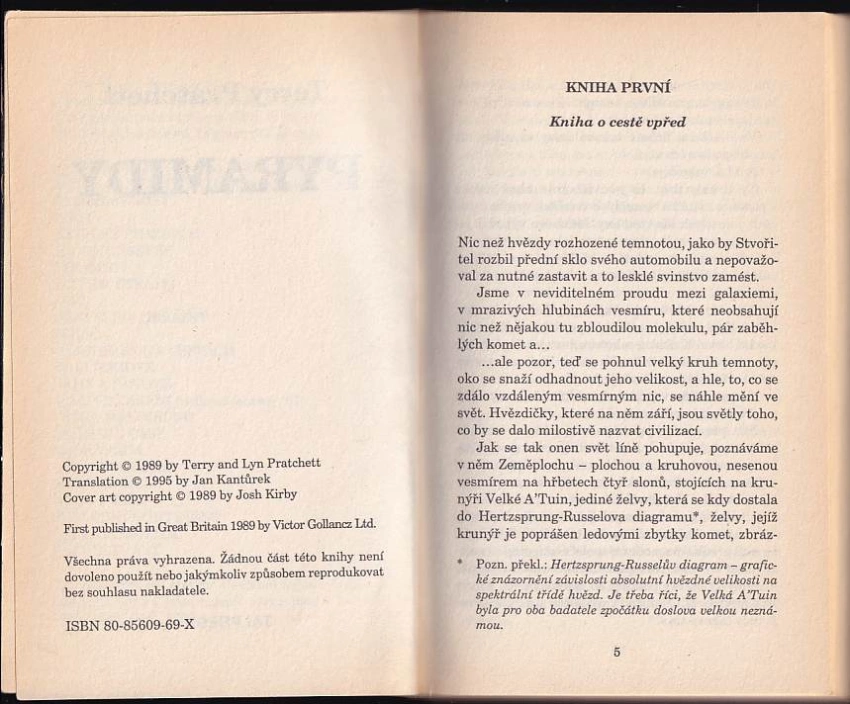 Copyright © 1989 by Terry and Lyn Pratchett
Translation © 1995 by Jan Kantůrek
Cover art copyright © 1989 by Josh Kirby
First published in Great Britain 1989 by Victor Gollancz Ltd.
Všechna práva vyhrazena. Žádnou část této knihy není
dovoleno použít nebo jakýmkoliv způsobem reprodukovat
bez souhlasu nakladatele.
ISBN 80-85609-69-X
KNIHA PRVNÍ
Kniha o cestě vpřed
Nic než hvězdy rozhozené temnotou, jako by Stvoři-
tel rozbil přední sklo svého automobilu a nepovažo-
val za nutné zastavit a to lesklé svinstvo zamést.
Jsme v neviditelném proudu mezi galaxiemi,
v mrazivých hlubinách vesmíru, které neobsahují
nic než nějakou tu zbloudilou molekulu, pár zaběh-
lých komet a...
...ale pozor, teď se pohnul velký kruh temnoty,
oko se snaží odhadnout jeho velikost, a hle, to, co se
zdálo vzdáleným vesmírným nic, se náhle mění ve
svět. Hvězdičky, které na něm září, jsou světly toho,
co by se dalo milostivě nazvat civilizací.
Jak se tak onen svět líně pohupuje, poznáváme
v něm Zeměplochu – plochou a kruhovou, nesenou
vesmírem na hřbetech čtyř slonů, stojících na kru-
nýři Velké A'Tuin, jediné želvy, která se kdy dostala
do Hertzsprung-Russelova diagramu*, želvy, jejíž
krunýř je poprášen ledovými zbytky komet, zbráz-
* Pozn. překl.: Hertzsprung-Russelův diagram – grafic-
ké znázornění závislosti absolutní hvězdné velikosti na
spektrální třídě hvězd. Je třeba říci, že Velká A'Tuin
byla pro oba badatele zpočátku doslova velkou nezná-
mou.
5